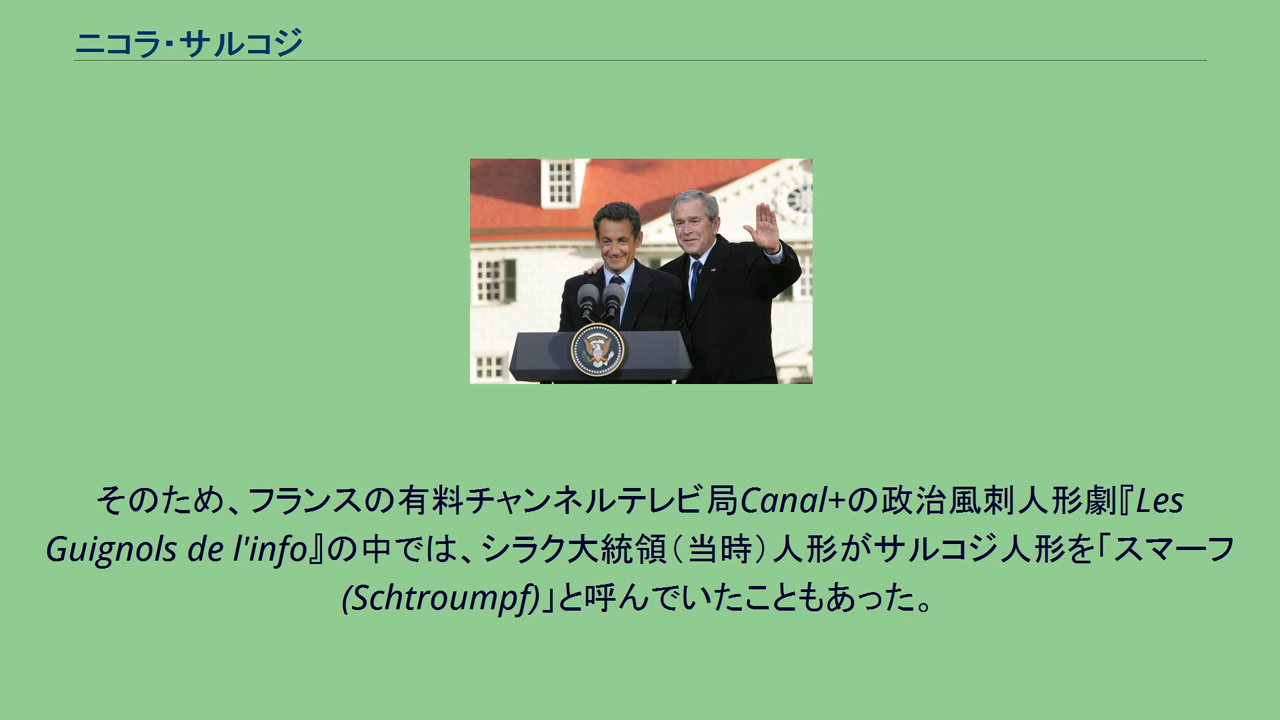 ニコラ・サルコジ
そのため、フランスの有料チャンネルテレビ局Canal+の政治風刺人形劇『Les
Guignols de l'info』の中では、シラク大統領（当時）人形がサルコジ人形を「スマーフ
(Schtroumpf)」と呼んでいたこともあった。